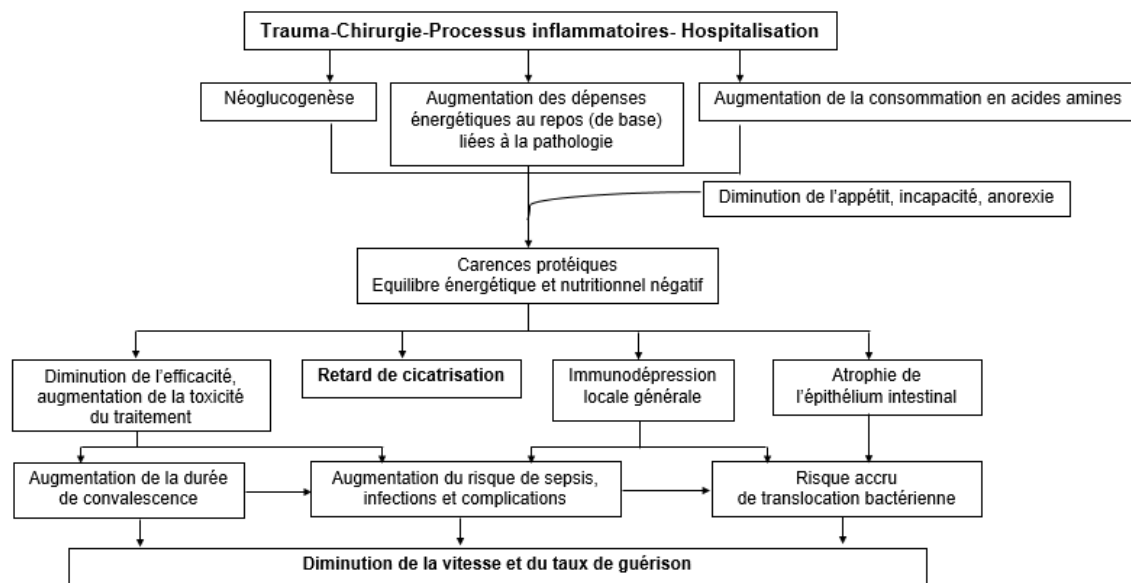 Trauma-Chirurgie-Processus inflammatoires- Hospitalisation
Néoglucogenèse
Augmentation des dépenses
énergétiques au repos (de base)
liées à la pathologie
Augmentation de la consommation en acides amines
Diminution de l'appétit, incapacité, anorexie
Carences protéiques
Equilibre énergétique et nutritionnel négatif
Diminution de l'efficacité,
augmentation de la toxicité
du traitement
Retard de cicatrisation
Immunodépression
locale générale
Atrophie de
l'épithélium intestinal
Augmentation de la durée
de convalescence
Augmentation du risque de sepsis,
infections et complications
Risque accru
de translocation bactérienne
Diminution de la vitesse et du taux de guérison